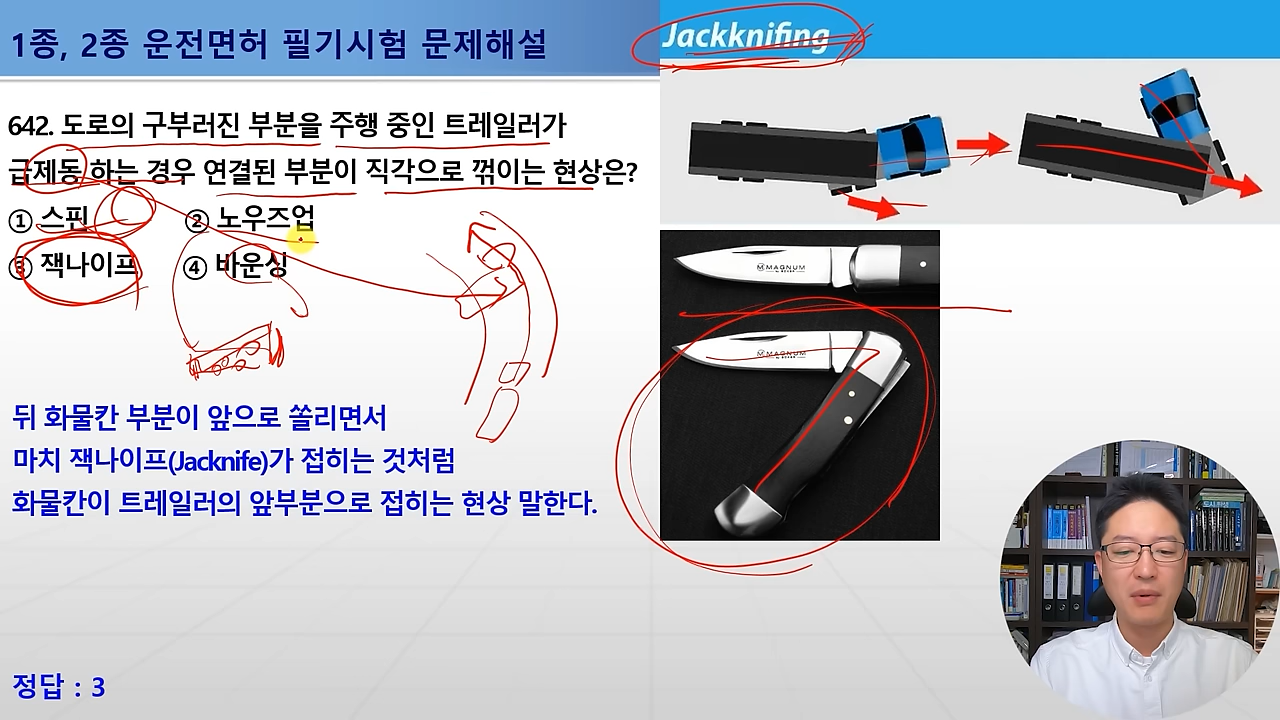 1종, 2종 운전면허 필기시험 문제해설
Jackknifing
642. 도로의 구부러진 부분을 주행 중인 트레일러가
급제동 하는 경우 연결된 부분이 직각으로 꺾이는 현상은?
① 스핀 ② 노우즈업
③ 잭나이프 ④ 바운싱
MAGNUM
MAGNUM
뒤 화물칸 부분이 앞으로 쏠리면서
마치 잭나이프(Jacknife)가 접히는 것처럼
화물칸이 트레일러의 앞부분으로 접히는 현상 말한다.
정답 : 3